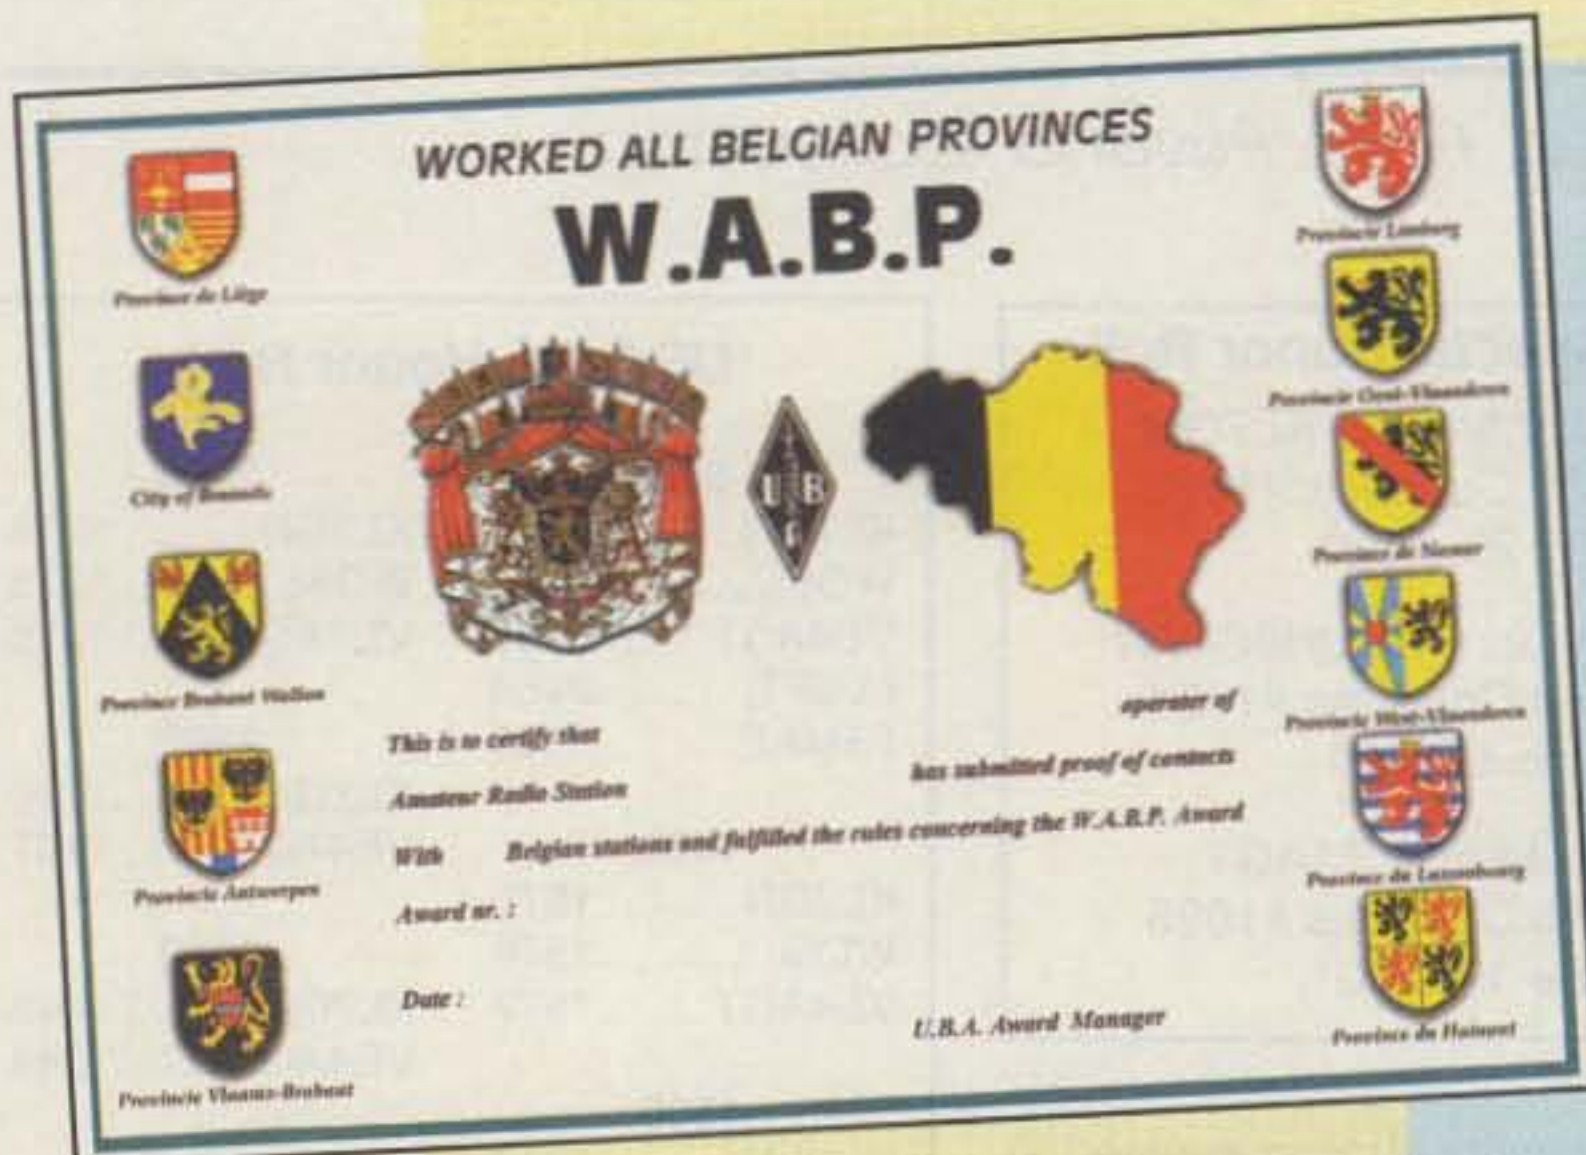 WORKED ALL BELGIAN PROVINCES
W.A.B.P.
Province de Liège
City of
Province Brabant Wallon
Provincie Antwerpen
Provincie Vlaams-Brabant
U B
Provincie Limburg
Provincie Oost-Vlaanderen
Province de Namur
Provincie West-Vlaanderen
Province du Luxembourg
Province du Hainaut
This is to certify that operater of
Amateur Radio Station has submitted proof of contacts
With Belgian stations and fulfilled the rules concerning the W.A.B.P. Award
Award nr. :
Date :
U.B.A. Award Manager